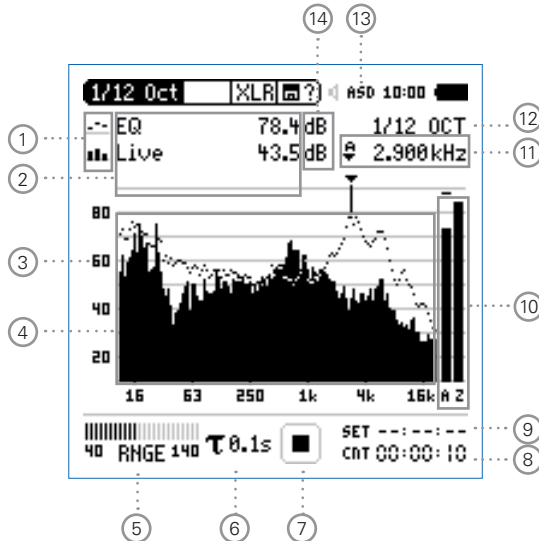 14 13
1/12 Oct XLR ?) ASD 10:00
12
1/12 OCT
1
EQ 78.4 dB
11
A 2.900kHz
Live 43.5 dB
2
80
3
60
10
4
40
20
16 63 250 1k 4k 16k A Z
9
SET --:--:--
40 RNGE 140 τ 0.1s
CNT 00:00:10
8
5 6 7